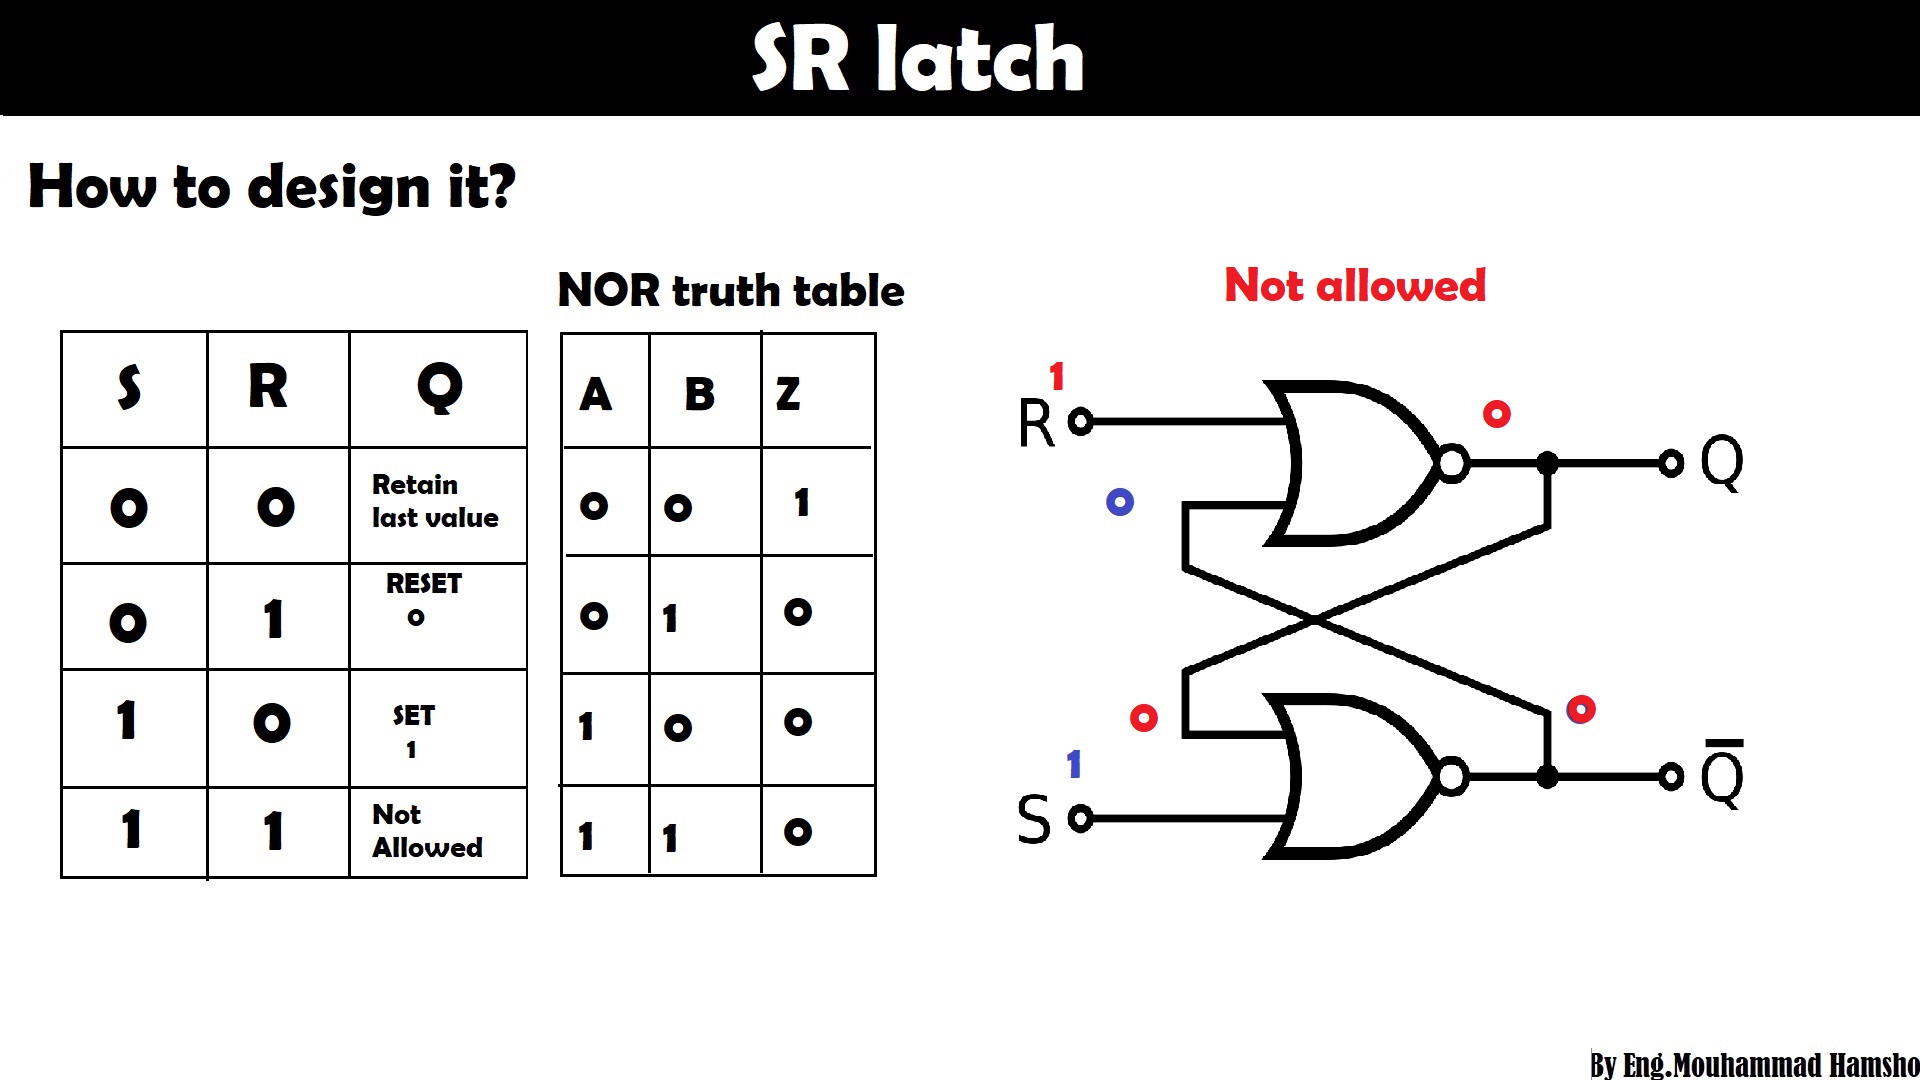 SR latch
How to design it?
NOR truth table
Not allowed
S R Q
0 0 Retain last value
0 1 RESET 0
1 0 SET 1
1 1 Not Allowed
A B Z
0 0 1
0 1 0
1 0 0
1 1 0
1
R
0
Q
0
0
0
1
S
Q̅
By Eng.Mouhammad Hamsho